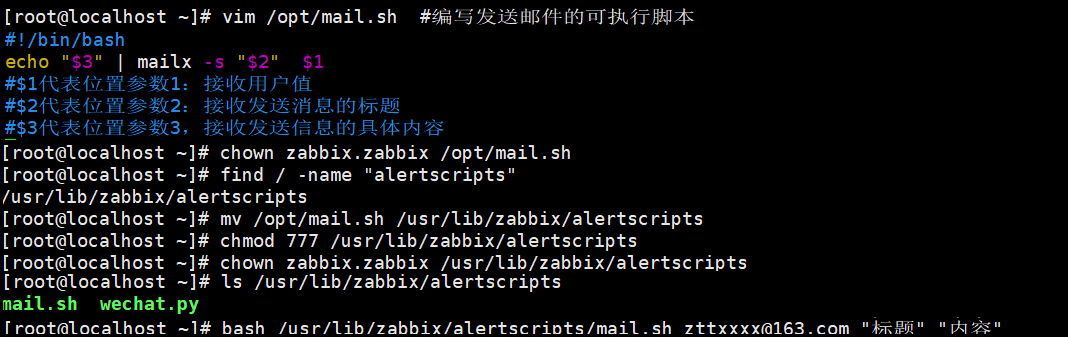 [root@localhost ~]# vim /opt/mail.sh  #编写发送邮件的可执行脚本
#!/bin/bash
echo "$3" | mailx -s "$2"  $1
#$1代表位置参数1：接收用户值
#$2代表位置参数2：接收发送消息的标题
#$3代表位置参数3，接收发送信息的具体内容
[root@localhost ~]# chown zabbix.zabbix /opt/mail.sh
[root@localhost ~]# find / -name "alertscripts"
/usr/lib/zabbix/alertscripts
[root@localhost ~]# mv /opt/mail.sh /usr/lib/zabbix/alertscripts
[root@localhost ~]# chmod 777 /usr/lib/zabbix/alertscripts
[root@localhost ~]# chown zabbix.zabbix /usr/lib/zabbix/alertscripts
[root@localhost ~]# ls /usr/lib/zabbix/alertscripts
mail.sh  wechat.py
[root@localhost ~]# bash /usr/lib/zabbix/alertscripts/mail.sh zttxxxx@163.com "标题" "内容"